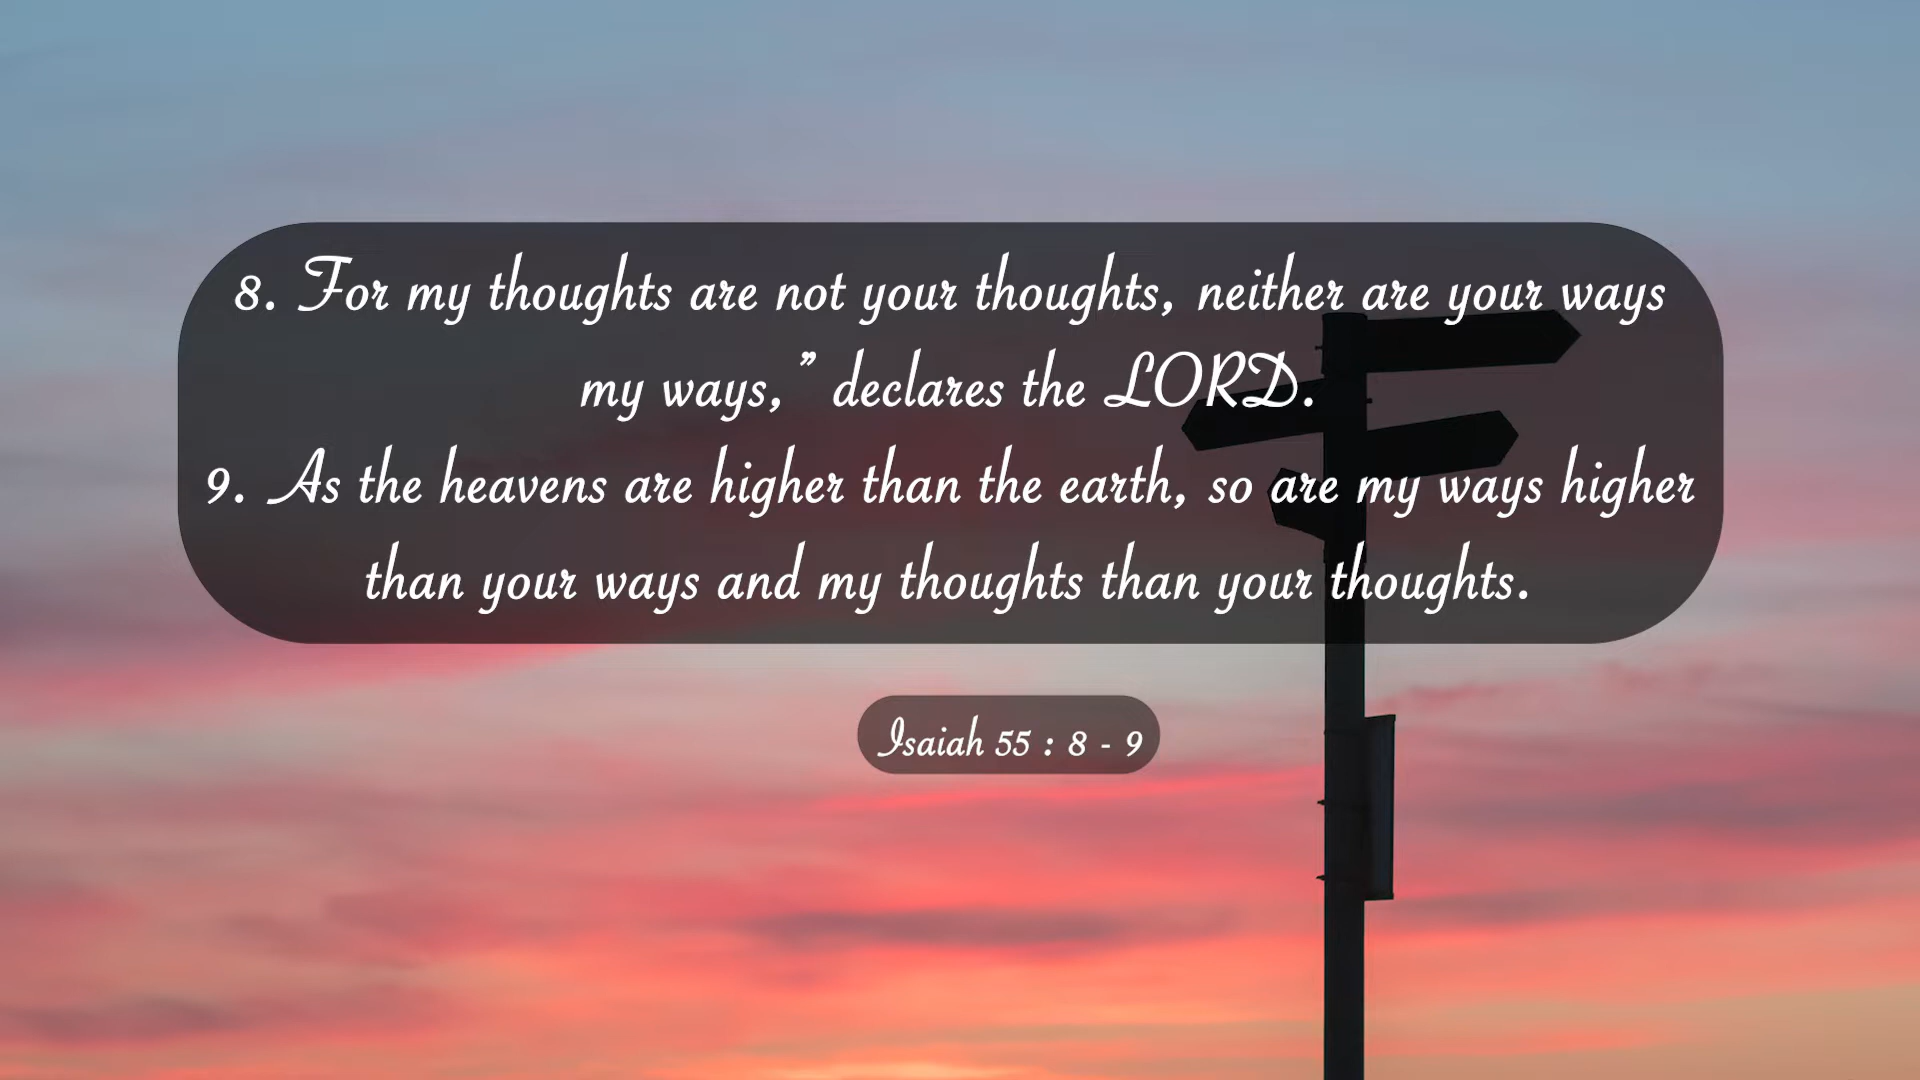 8. For my thoughts are not your thoughts, neither are your ways
my ways,” declares the LORD.
9. As the heavens are higher than the earth, so are my ways higher
than your ways and my thoughts than your thoughts.
Isaiah 55 : 8 - 9